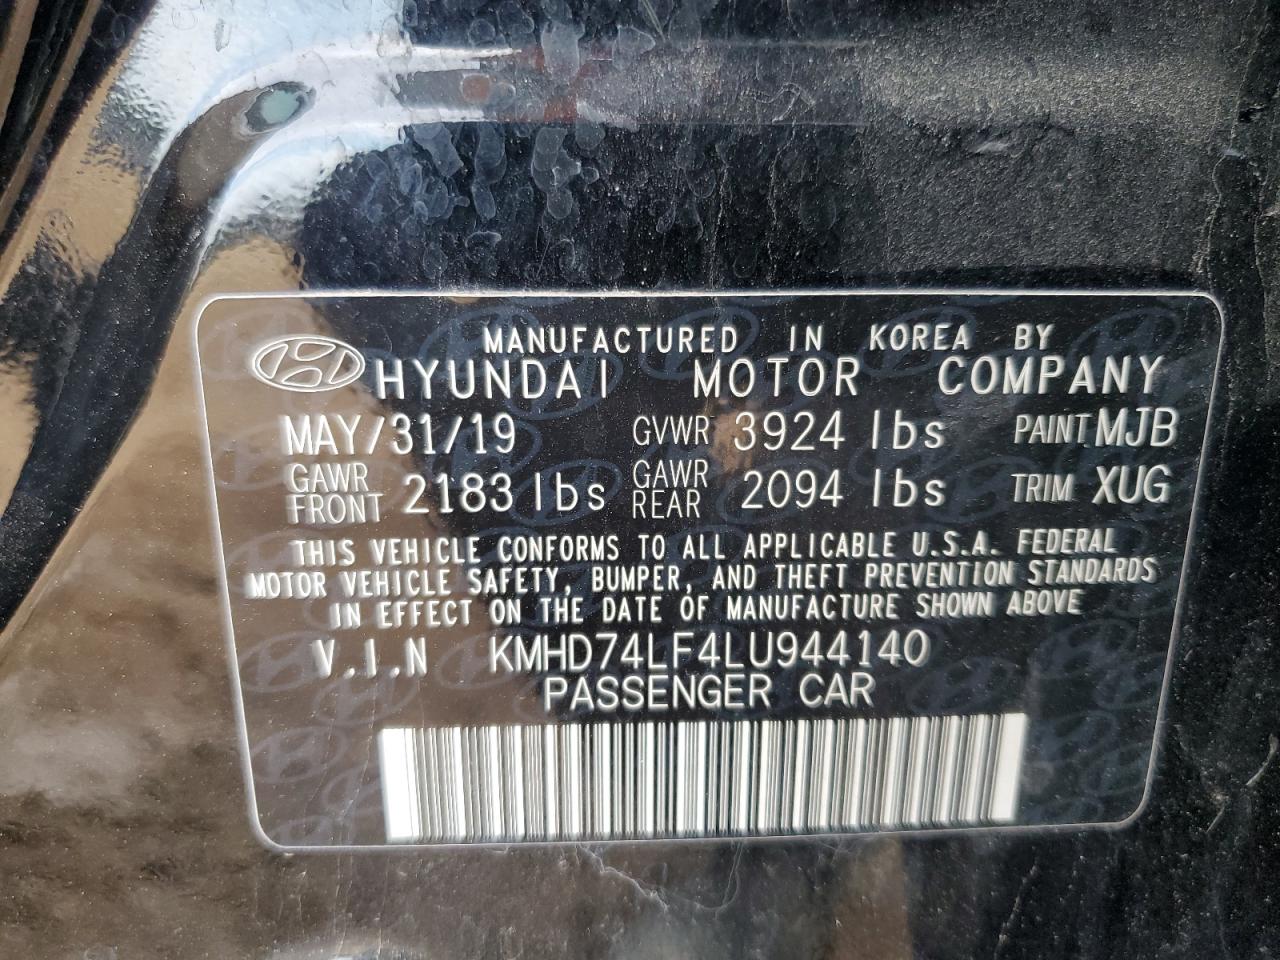 MANUFACTURED IN KOREA BY
HYUNDAI MOTOR COMPANY
MAY/31/19 GVWR 3924 lbs PAINT MJB
GAWR FRONT 2183 lbs GAWR REAR 2094 lbs TRIM XUG
THIS VEHICLE CONFORMS TO ALL APPLICABLE U.S.A. FEDERAL
MOTOR VEHICLE SAFETY, BUMPER, AND THEFT PREVENTION STANDARDS
IN EFFECT ON THE DATE OF MANUFACTURE SHOWN ABOVE
V.I.N KMHD74LF4LU944140
PASSENGER CAR